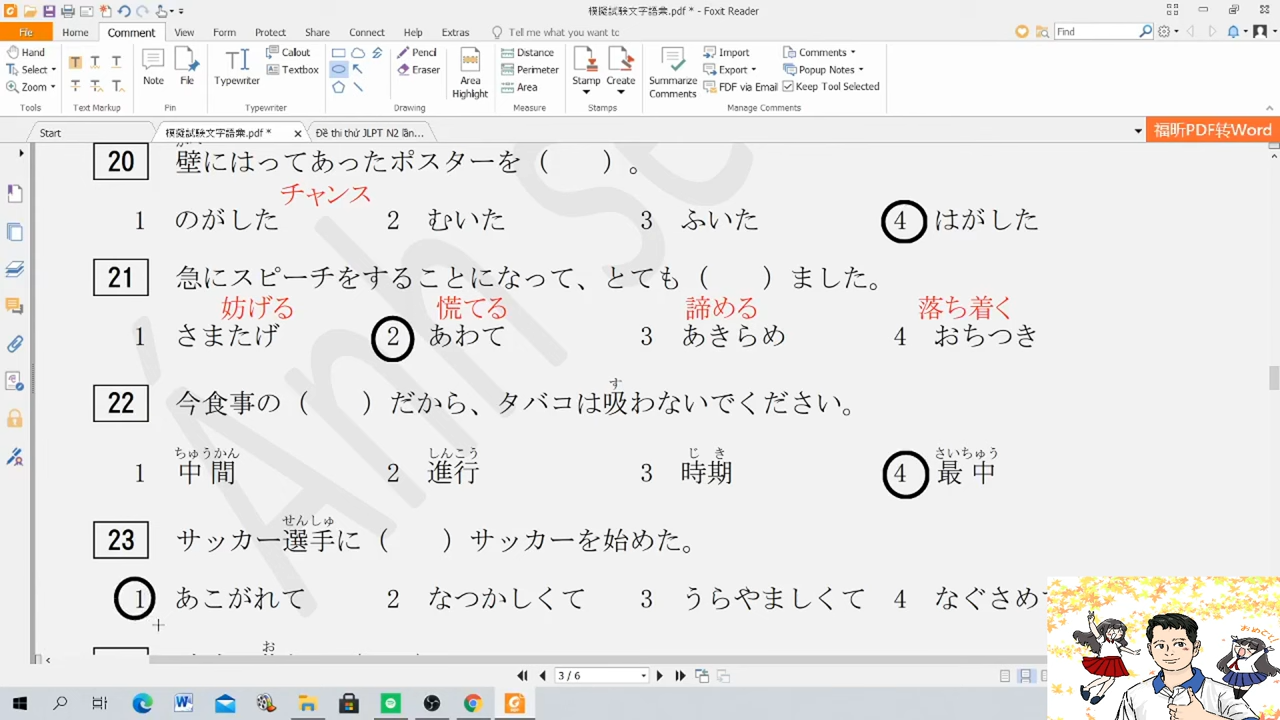 模擬試験文字語彙.pdf * - Foxit Reader
File Home Comment View Form Protect Share Connect Help Extras Tell me what you want to Find
Hand Select Zoom Tools
Text Markup
Note File Pin
Typewriter Callout Textbox Typewriter
Pencil Eraser Drawing
Area Highlight
Distance Perimeter Area Measure
Stamp Create Stamps
Summarize Comments Import Export FDF via Email Comments Popup Notes Keep Tool Selected Manage Comments
Start 模擬試験文字語彙.pdf * Đề thi thử JLPT N2 lần... 福昕PDF转Word
20 壁にはってあったポスターを（　　）。
チャンス
1 のがした 2 むいた 3 ふいた 4 はがした
21 急にスピーチをすることになって、とても（　　）ました。
妨げる 慌てる 諦める 落ち着く
1 さまたげ 2 あわて 3 あきらめ 4 おちつき
す
22 今食事の（　　）だから、タバコは吸わないでください。
ちゅうかん しんこう じき さいちゅう
1 中間 2 進行 3 時期 4 最中
せんしゅ
23 サッカー選手に（　　）サッカーを始めた。
1 あこがれて 2 なつかしくて 3 うらやましくて 4 なぐさめ
おめでとう
お
3 / 6